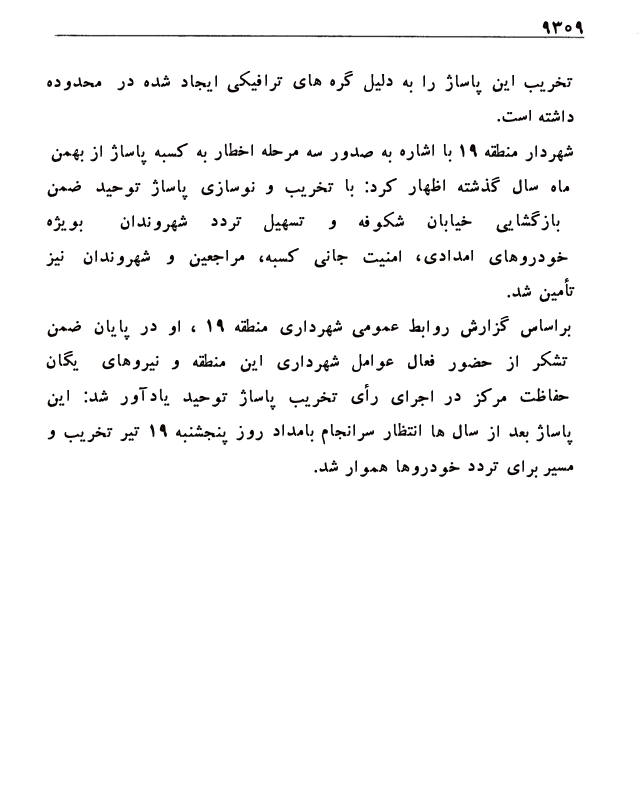 ۹۳۰۹
تخریب این پاساژ را به دلیل گره های ترافیکی ایجاد شده در محدوده
داشته است.
شهردار منطقه ۱۹ با اشاره به صدور سه مرحله اخطار به کسبه پاساژ از بهمن
ماه سال گذشته اظهار کرد: با تخریب و نوسازی پاساژ توحید ضمن
بازگشایی خیابان شکوفه و تسهیل تردد شهروندان بویژه
خودروهای امدادی، امنیت جانی کسبه، مراجعین و شهروندان نیز
تأمین شد.
براساس گزارش روابط عمومی شهرداری منطقه ۱۹ ، او در پایان ضمن
تشکر از حضور فعال عوامل شهرداری این منطقه و نیروهای یگان
حفاظت مرکز در اجرای رأی تخریب پاساژ توحید یادآور شد: این
پاساژ بعد از سال ها انتظار سرانجام بامداد روز پنجشنبه ۱۹ تیر تخریب و
مسیر برای تردد خودروها هموار شد.